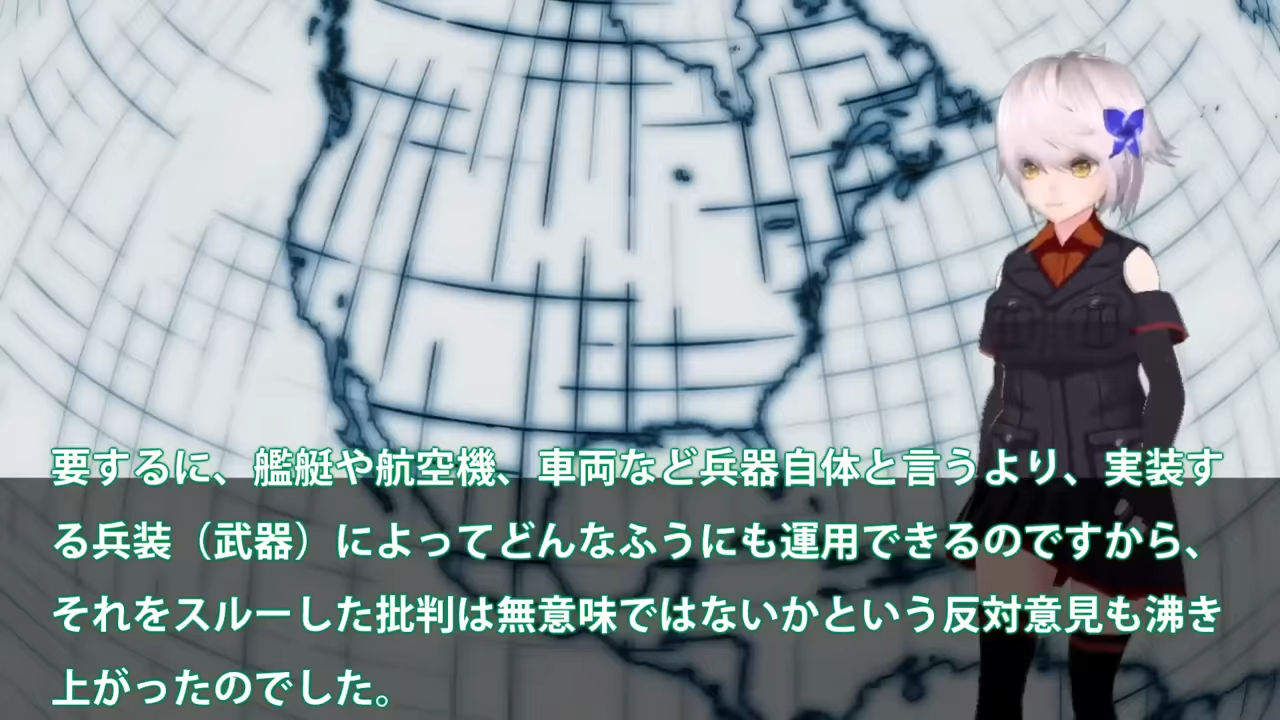 要するに、艦艇や航空機、車両など兵器自体と言うより、実装す
る兵装（武器）によってどんなふうにも運用できるのですから、
それをスルーした批判は無意味ではないかという反対意見も沸き
上がったのでした。